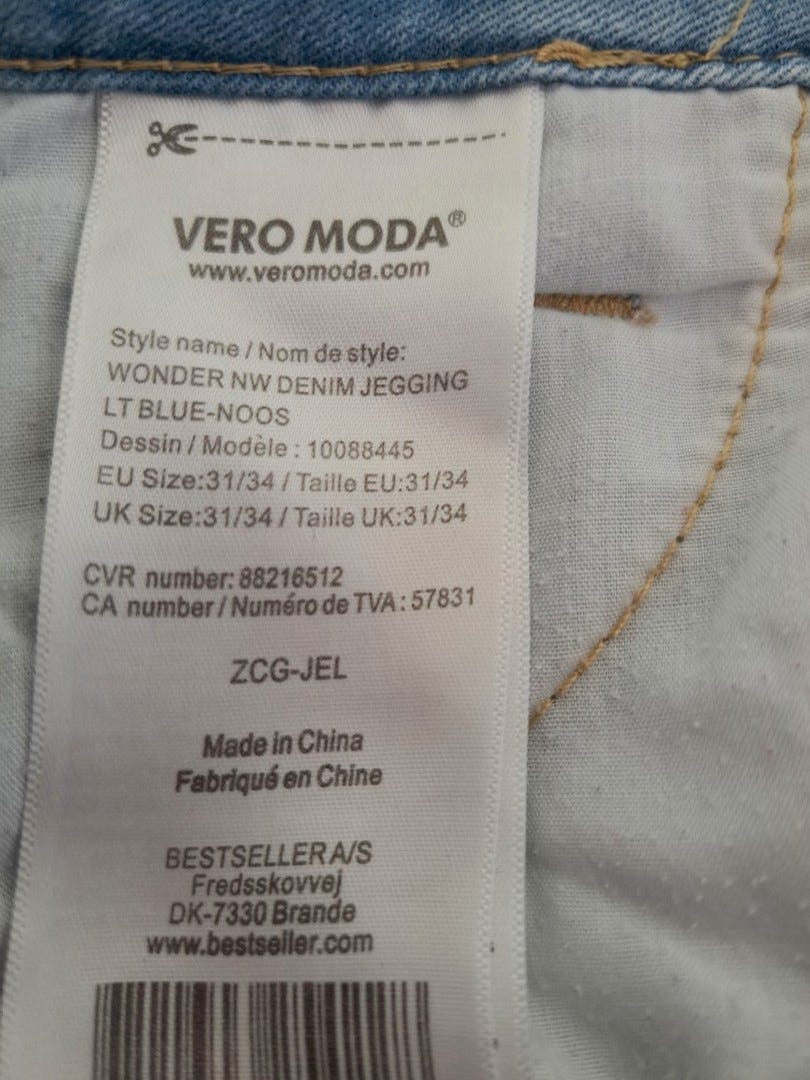 VERO MODA®
www.veromoda.com
Style name / Nom de style:
WONDER NW DENIM JEGGING
LT BLUE-NOOS
Dessin / Modèle : 10088445
EU Size:31/34 / Taille EU:31/34
UK Size:31/34 / Taille UK:31/34
CVR number: 88216512
CA number / Numéro de TVA : 57831
ZCG-JEL
Made in China
Fabriqué en Chine
BESTSELLER A/S
Fredsskovvej
DK-7330 Brande
www.bestseller.com